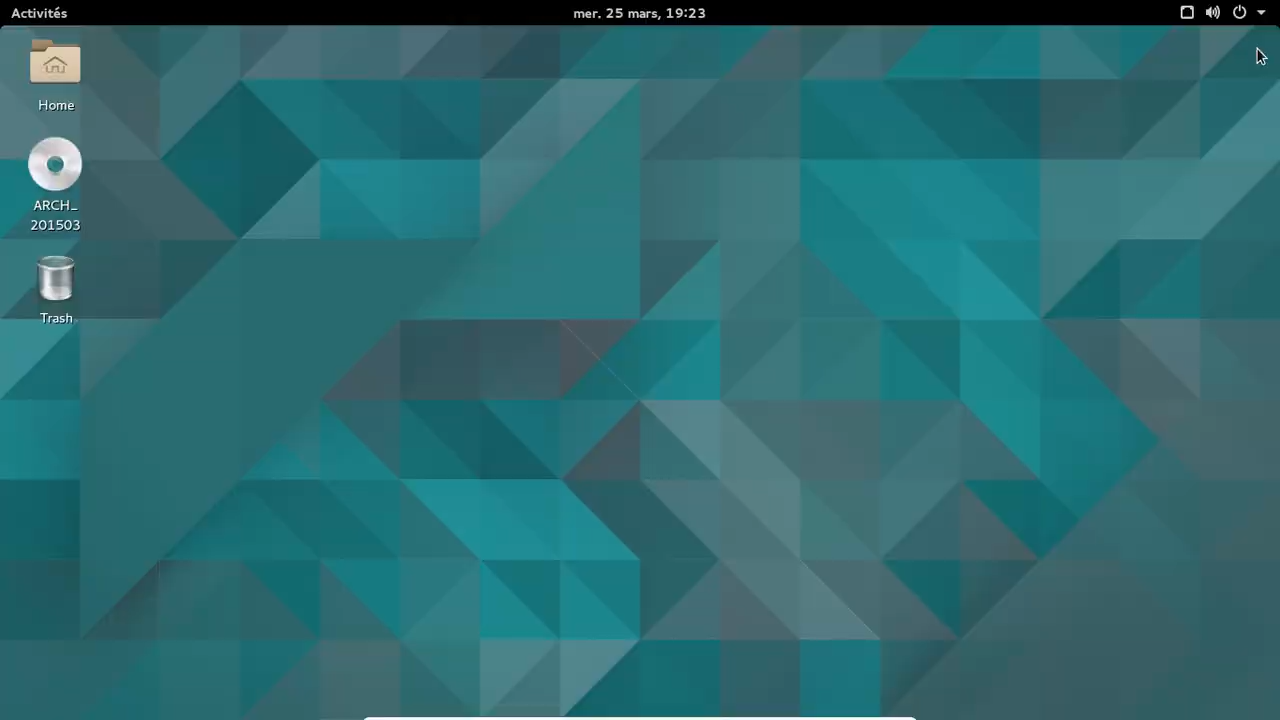 Activités
mer. 25 mars, 19:23
Home
ARCH_
201503
Trash